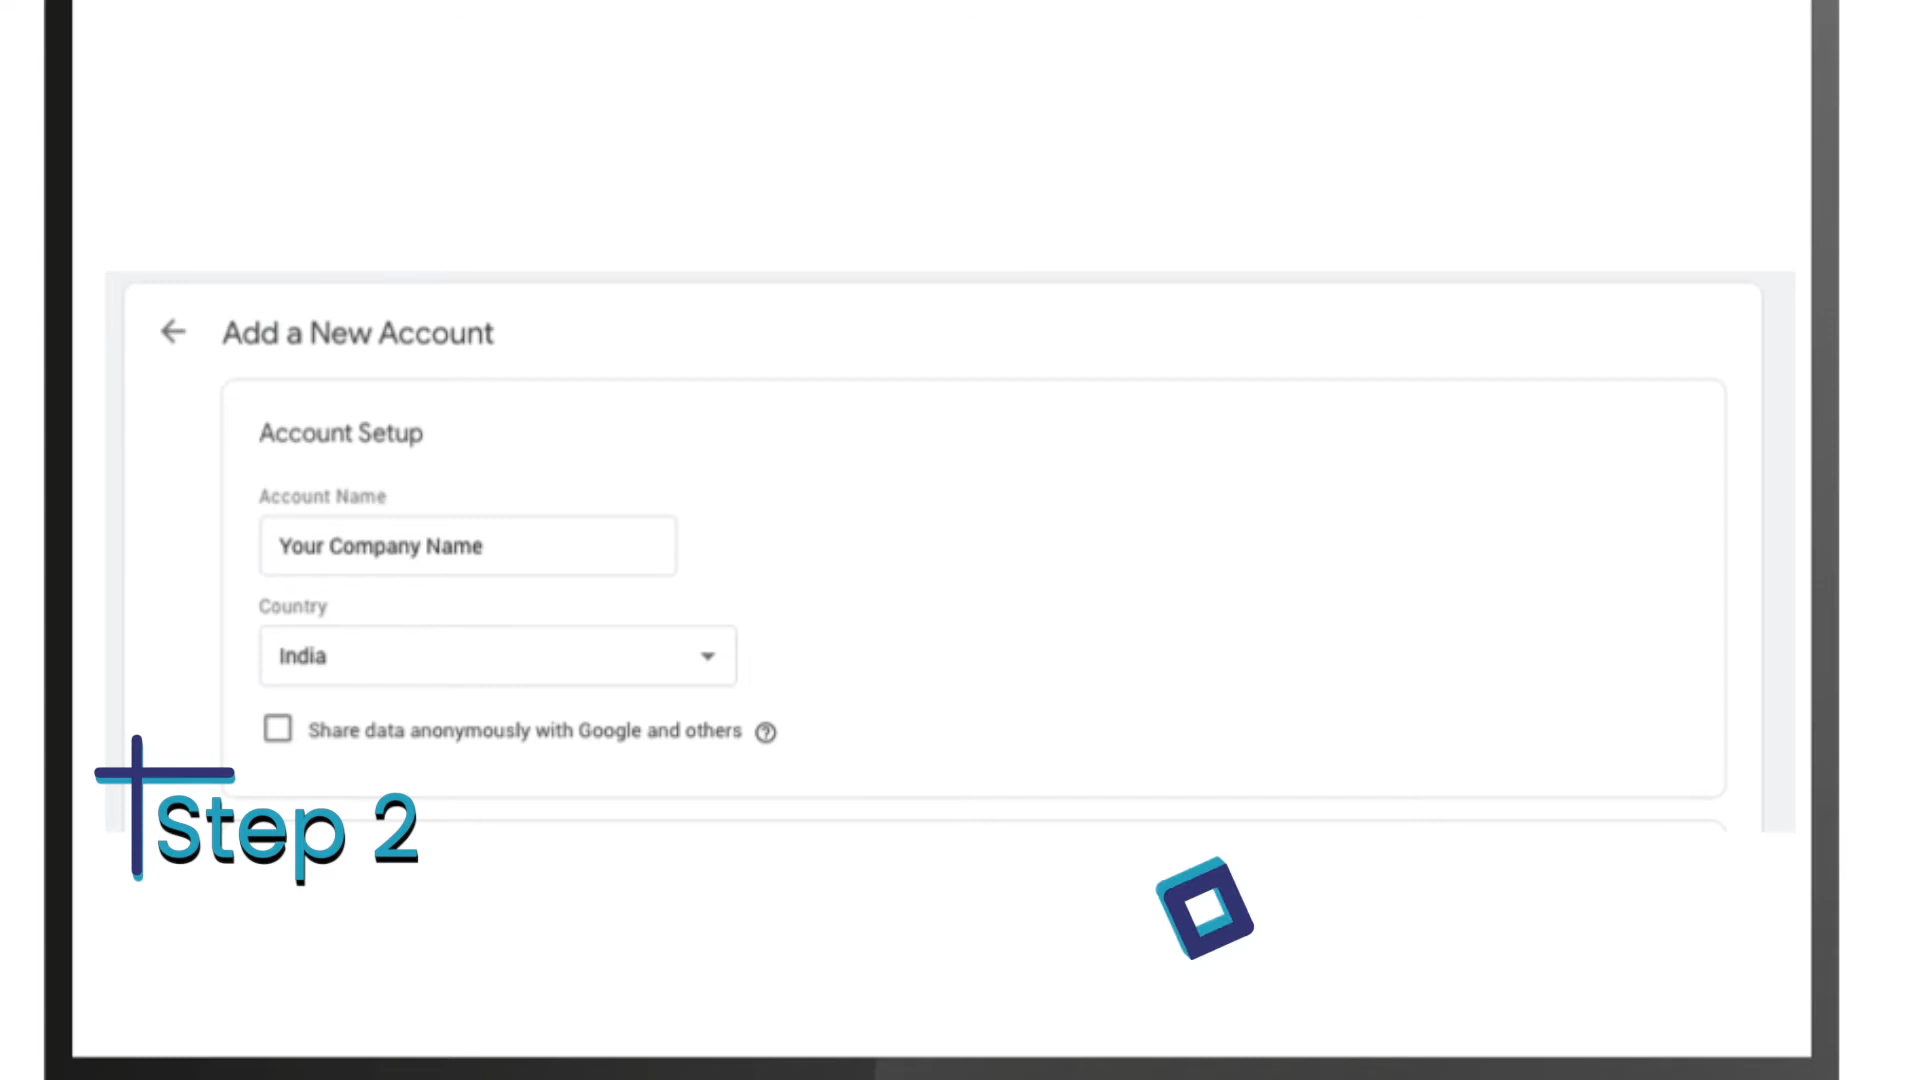 Add a New Account
Account Setup
Account Name
Your Company Name
Country
India
Share data anonymously with Google and others
Step 2